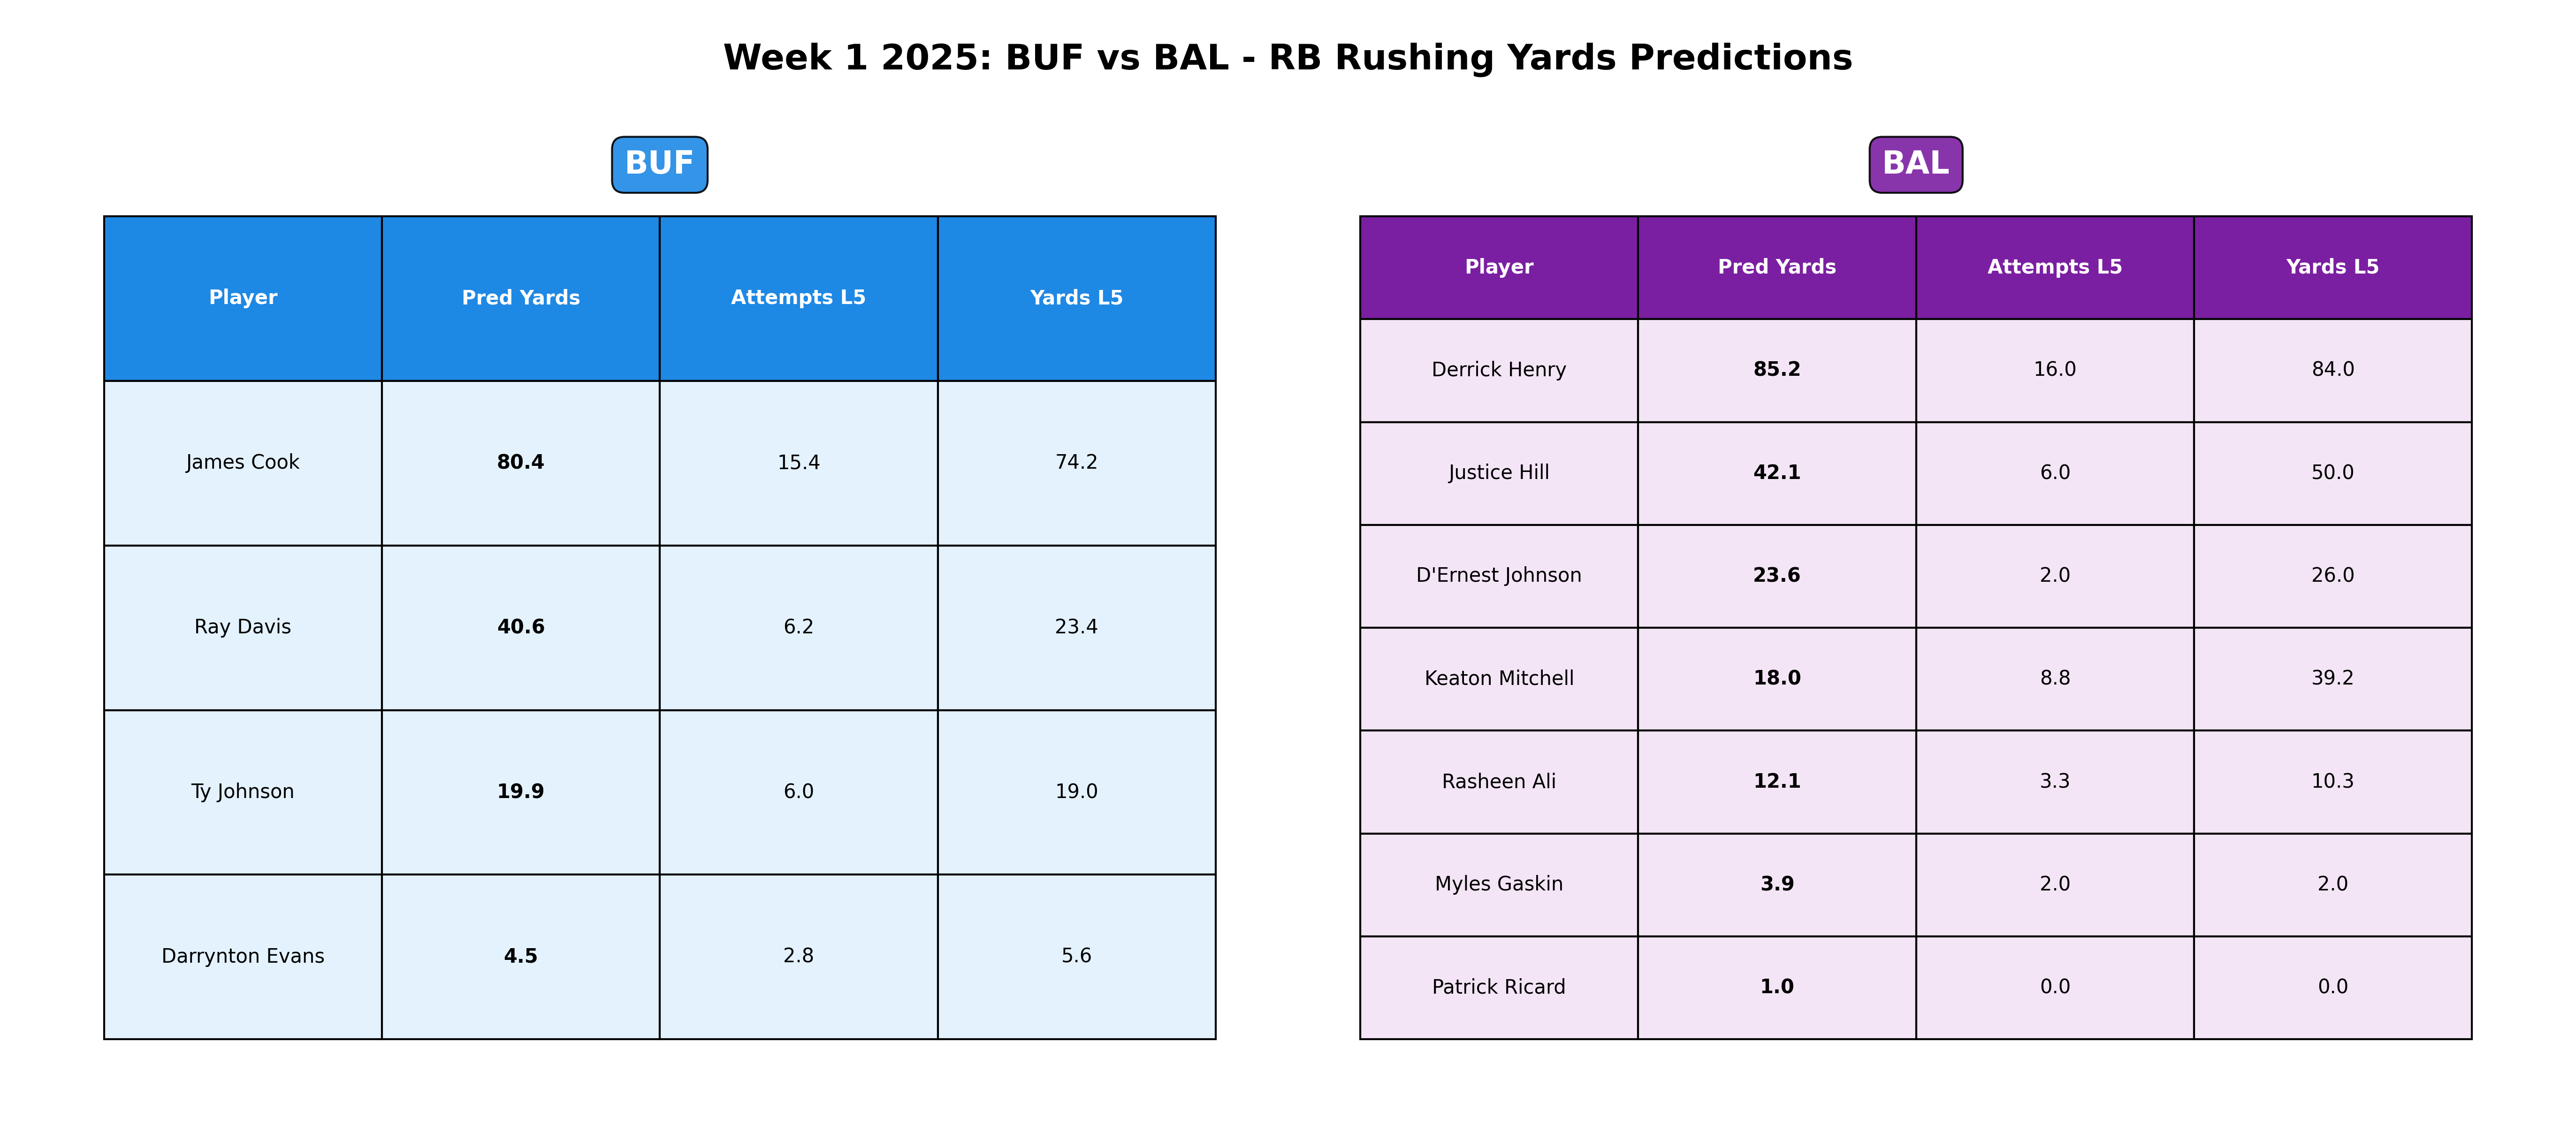 Week 1 2025: BUF vs BAL - RB Rushing Yards Predictions
BUF
Player Pred Yards Attempts L5 Yards L5
James Cook 80.4 15.4 74.2
Ray Davis 40.6 6.2 23.4
Ty Johnson 19.9 6.0 19.0
Darrynton Evans 4.5 2.8 5.6
BAL
Player Pred Yards Attempts L5 Yards L5
Derrick Henry 85.2 16.0 84.0
Justice Hill 42.1 6.0 50.0
D'Ernest Johnson 23.6 2.0 26.0
Keaton Mitchell 18.0 8.8 39.2
Rasheen Ali 12.1 3.3 10.3
Myles Gaskin 3.9 2.0 2.0
Patrick Ricard 1.0 0.0 0.0